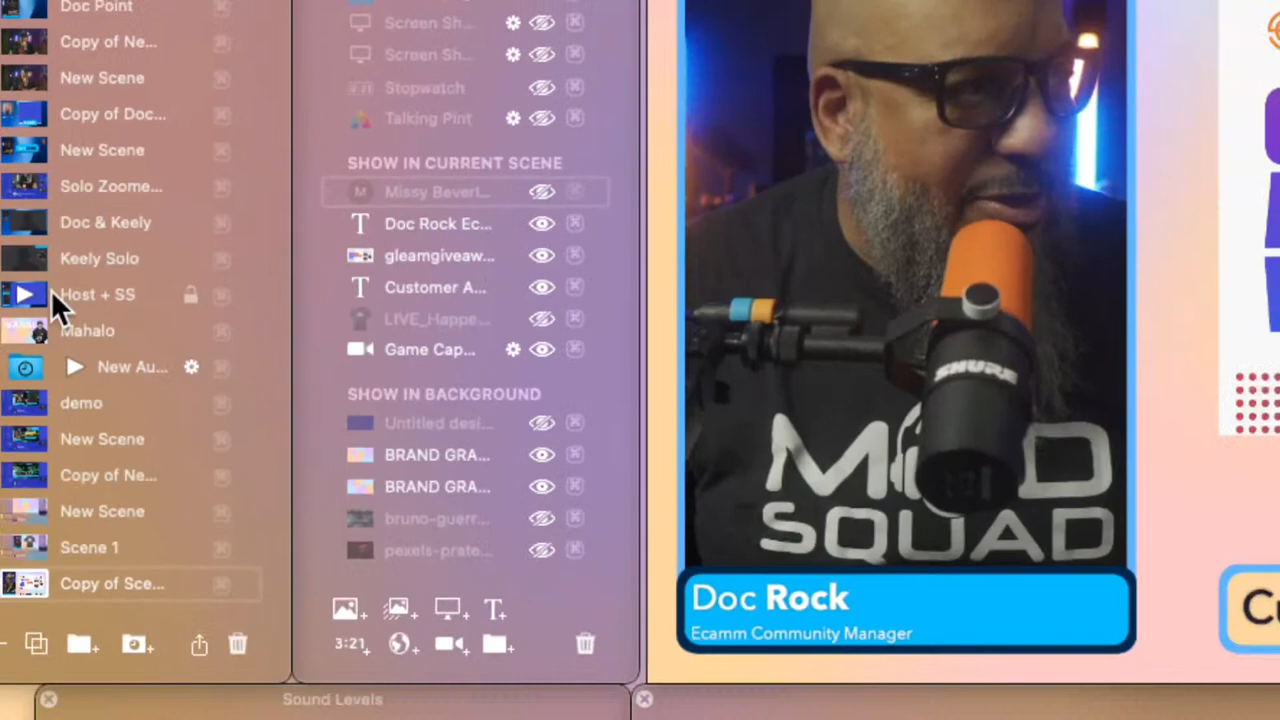 Doc Point
Copy of Ne...
New Scene
Copy of Doc...
New Scene
Solo Zoome...
Doc & Keely
Keely Solo
Host + SS
Mahalo
New Au...
demo
New Scene
Copy of Ne...
New Scene
Scene 1
Copy of Sce...
Screen Sh...
Screen Sh...
Stopwatch
Talking Pint
SHOW IN CURRENT SCENE
M Missy Beverl...
T Doc Rock Ec...
gleamgiveaw...
T Customer A...
LIVE_Happe...
Game Cap...
SHOW IN BACKGROUND
Untitled desi...
BRAND GRA...
BRAND GRA...
bruno-guerr...
pexels-prate...
T+
3:21+
Sound Levels
SHURE
MOD
SQUAD
Doc Rock
Ecamm Community Manager
Cu